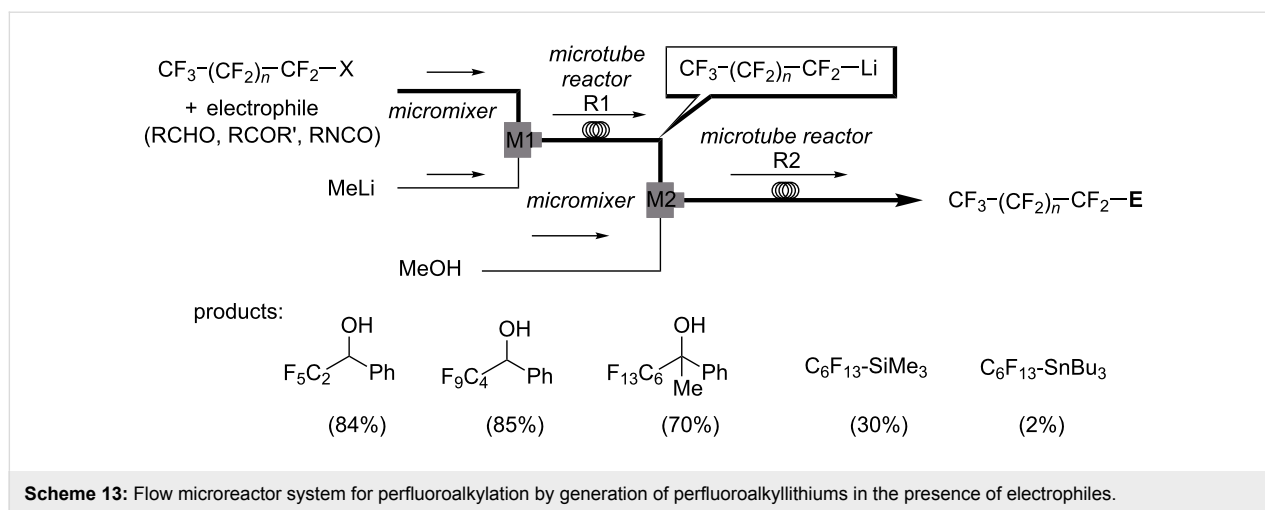 CF3–(CF2)n–CF2–X
+ electrophile
(RCHO, RCOR', RNCO)
micromixer
M1
MeLi
microtube
reactor
R1
CF3–(CF2)n–CF2–Li
microtube reactor
R2
micromixer
M2
MeOH
CF3–(CF2)n–CF2–E
products:
OH
F5C2
Ph
(84%)
OH
F9C4
Ph
(85%)
OH
F13C6
Ph
Me
(70%)
C6F13-SiMe3
(30%)
C6F13-SnBu3
(2%)
Scheme 13: Flow microreactor system for perfluoroalkylation by generation of perfluoroalkyllithiums in the presence of electrophiles.